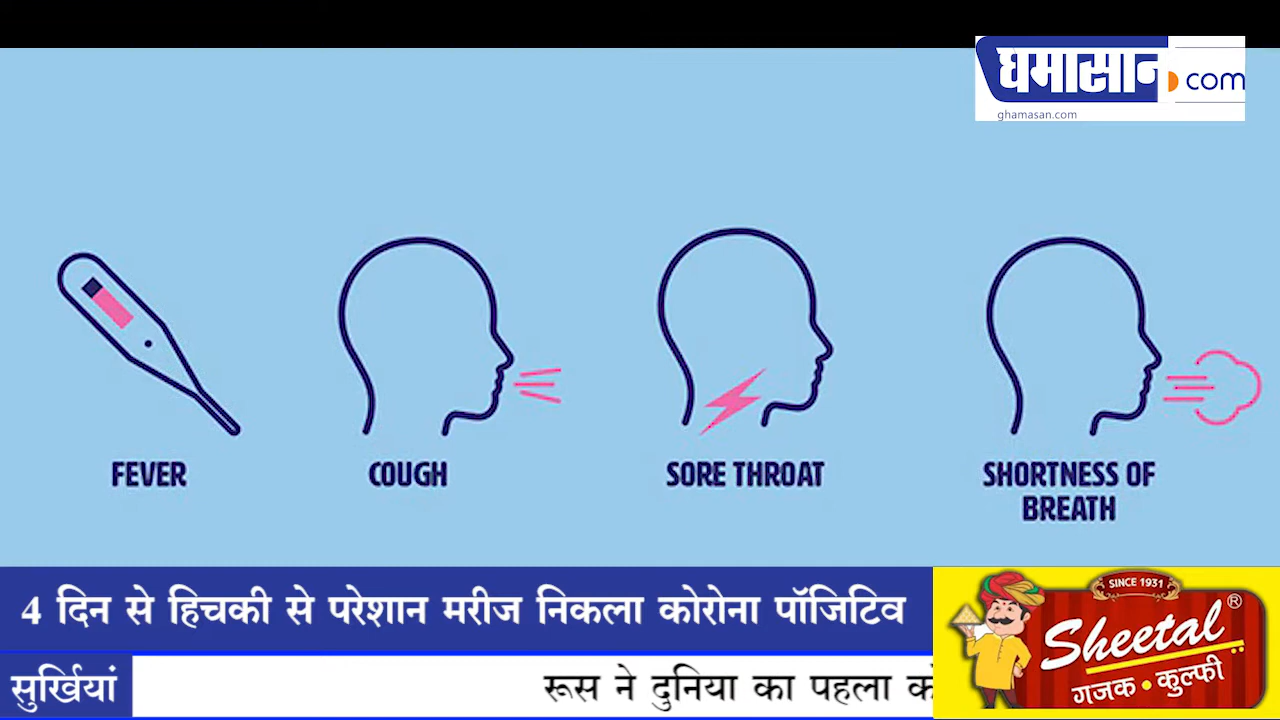 घमासान.com
ghamasan.com
FEVER
COUGH
SORE THROAT
SHORTNESS OF
BREATH
4 दिन से हिचकी से परेशान मरीज निकला कोरोना पॉजिटिव
SINCE 1931
Sheetal®
गजक • कुल्फी
सुर्खियां
रूस ने दुनिया का पहला